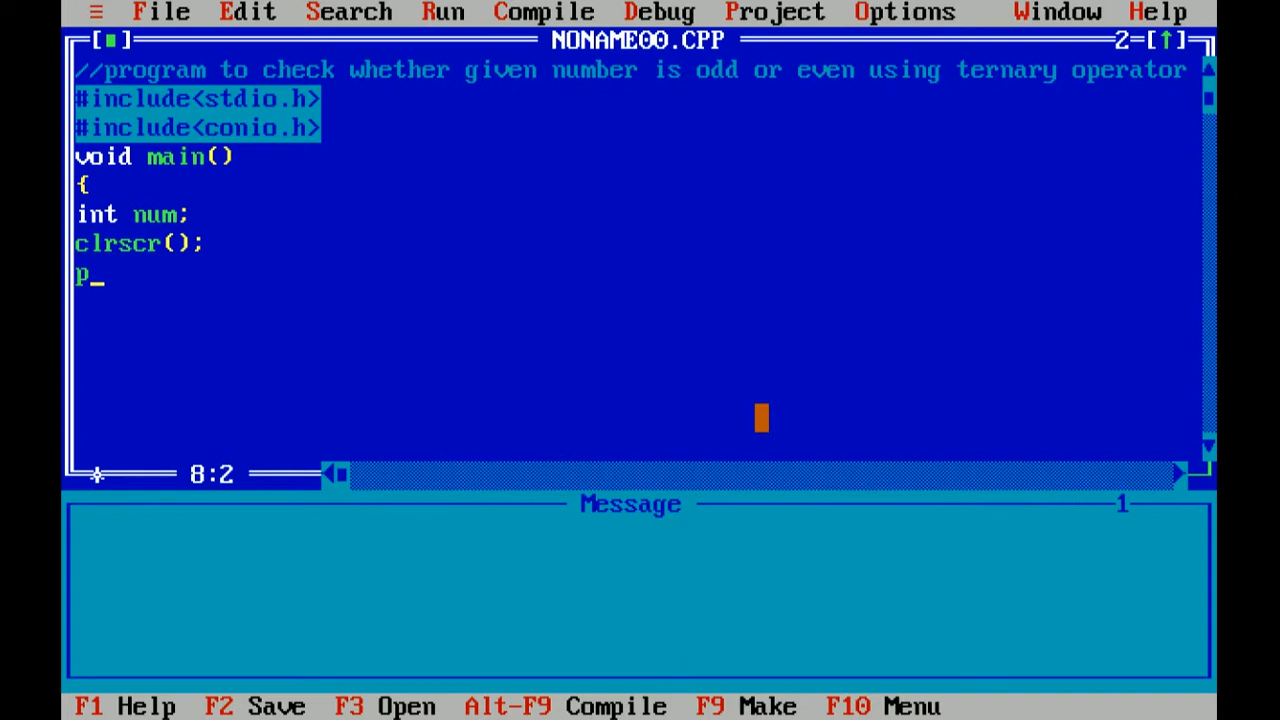 ≡ File Edit Search Run Compile Debug Project Options Window Help
NONAME00.CPP 2=[↑]
//program to check whether given number is odd or even using ternary operator
#include<stdio.h>
#include<conio.h>
void main()
{
int num;
clrscr();
p_
8:2
Message 1
F1 Help F2 Save F3 Open Alt-F9 Compile F9 Make F10 Menu